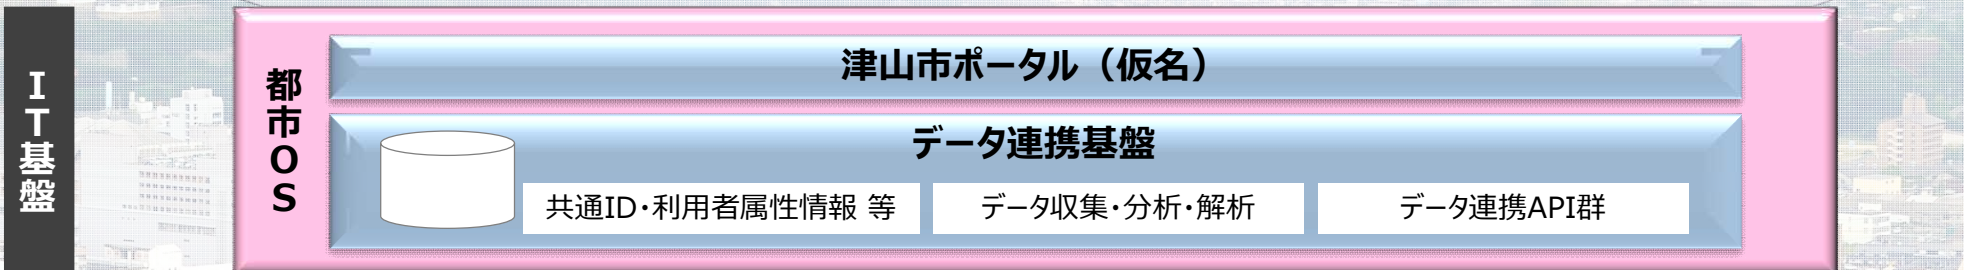 IT基盤
都市OS
津山市ポータル（仮名）
データ連携基盤
共通ID・利用者属性情報 等
データ収集・分析・解析
データ連携API群